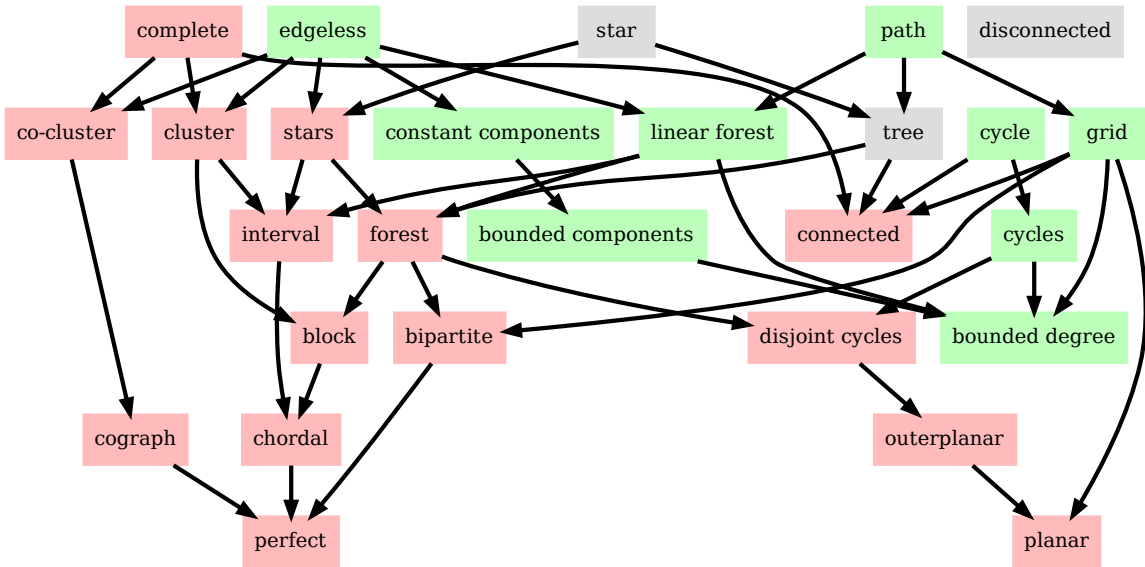 complete
edgeless
star
path
disconnected
co-cluster
cluster
stars
constant components
linear forest
tree
cycle
grid
interval
forest
bounded components
connected
cycles
block
bipartite
disjoint cycles
bounded degree
cograph
chordal
outerplanar
perfect
planar